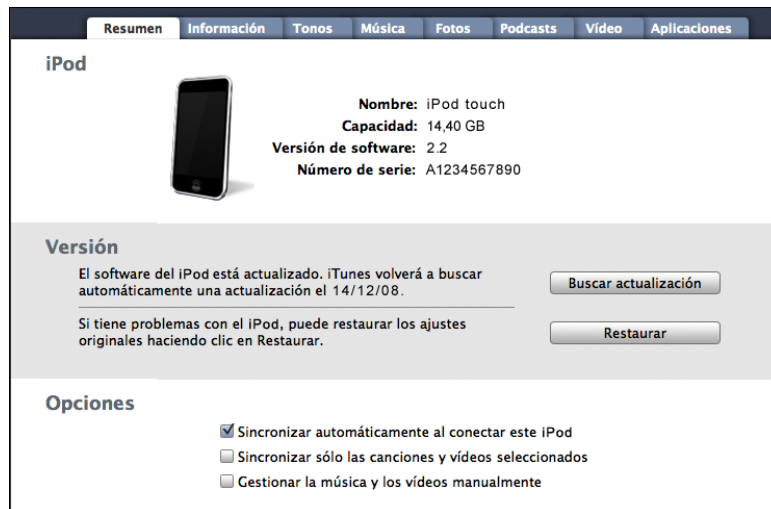 Resumen Información Tonos Música Fotos Podcasts Vídeo Aplicaciones
iPod
Nombre: iPod touch
Capacidad: 14,40 GB
Versión de software: 2.2
Número de serie: A1234567890
Versión
El software del iPod está actualizado. iTunes volverá a buscar
automáticamente una actualización el 14/12/08.
Buscar actualización
Si tiene problemas con el iPod, puede restaurar los ajustes
originales haciendo clic en Restaurar.
Restaurar
Opciones
Sincronizar automáticamente al conectar este iPod
Sincronizar sólo las canciones y vídeos seleccionados
Gestionar la música y los vídeos manualmente